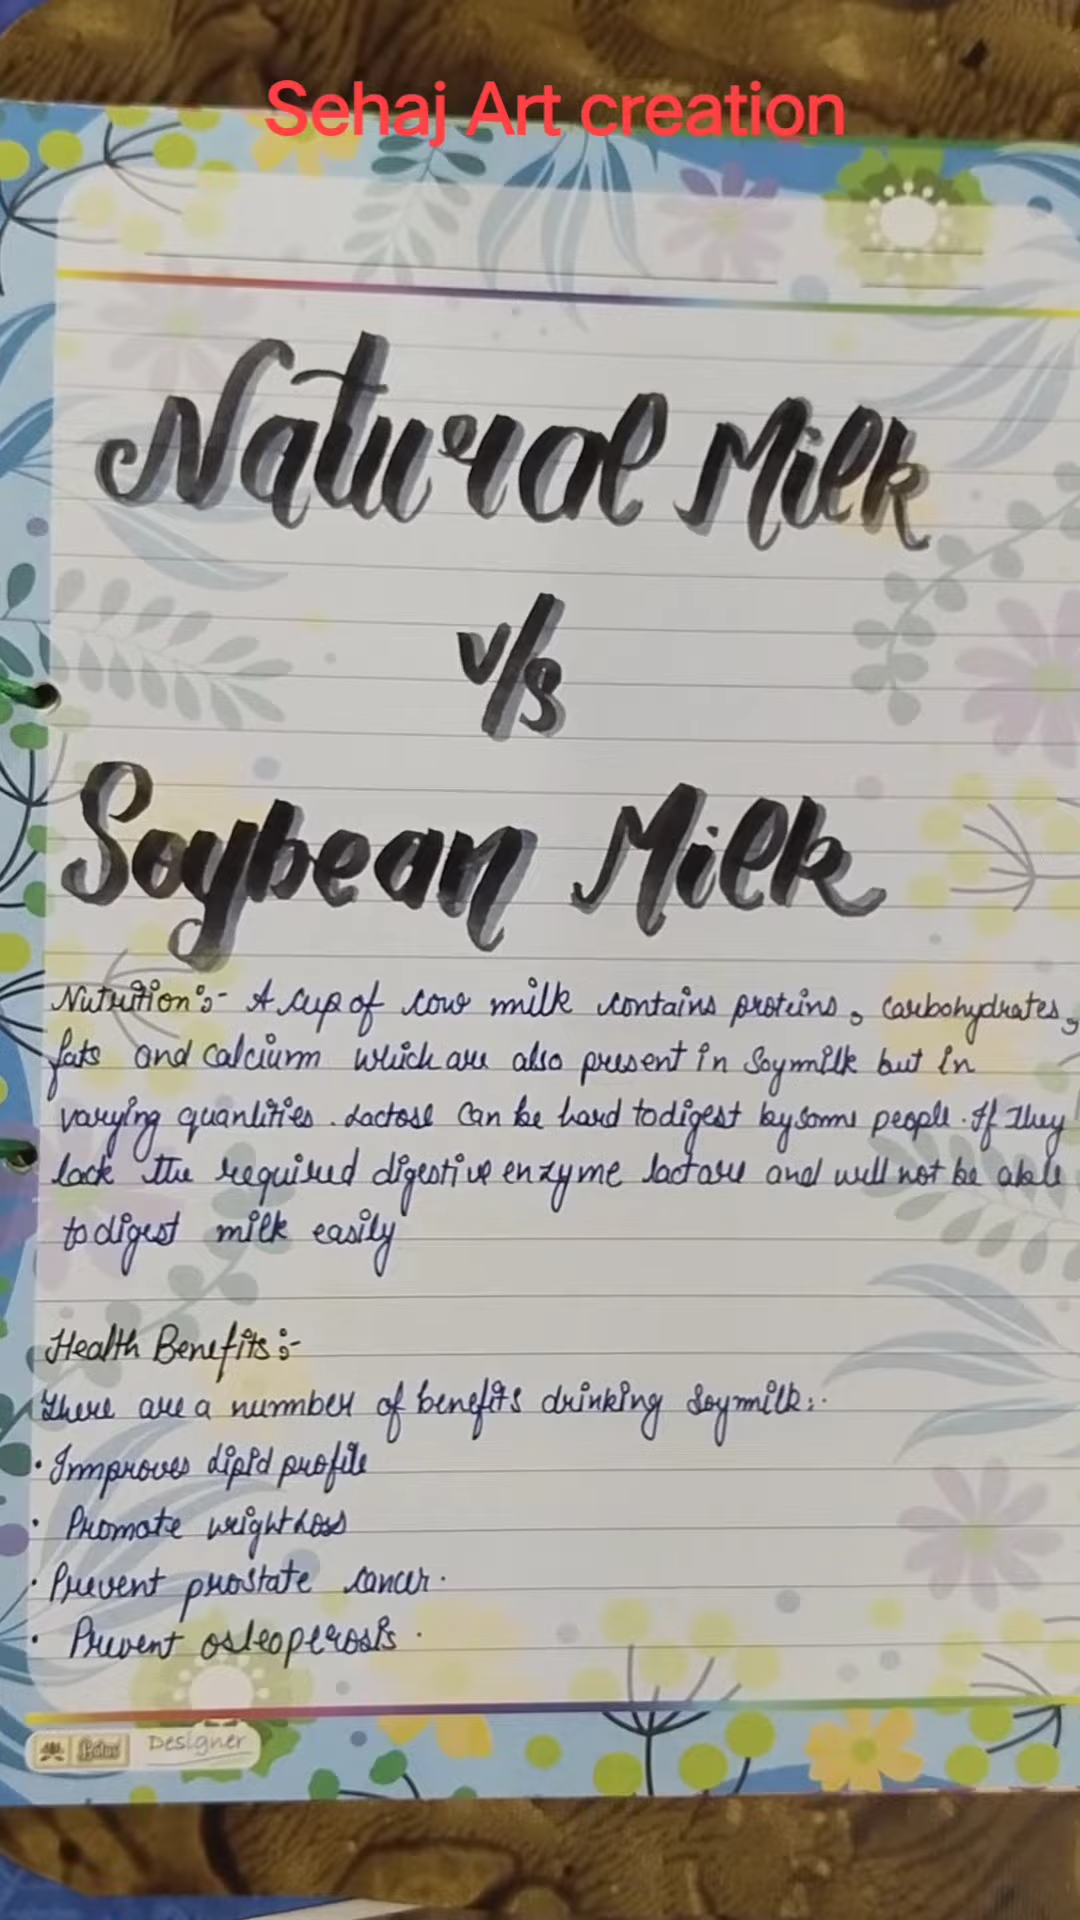 Sehaj Art creation
Natural Milk
v/s
Soybean Milk
Nutrition:- A cup of cow milk contains proteins, carbohydrates,
fats and calcium which are also present in Soymilk but in
varying quantities. Lactose can be hard to digest by some people. If They
lack the required digestive enzyme lactase and will not be able
to digest milk easily
Health Benefits:-
There are a number of benefits drinking Soymilk:-
• Improves lipid profile
• Promote weight Loss
• Prevent prostate cancer.
• Prevent osteoperosis.
Lotus Designer